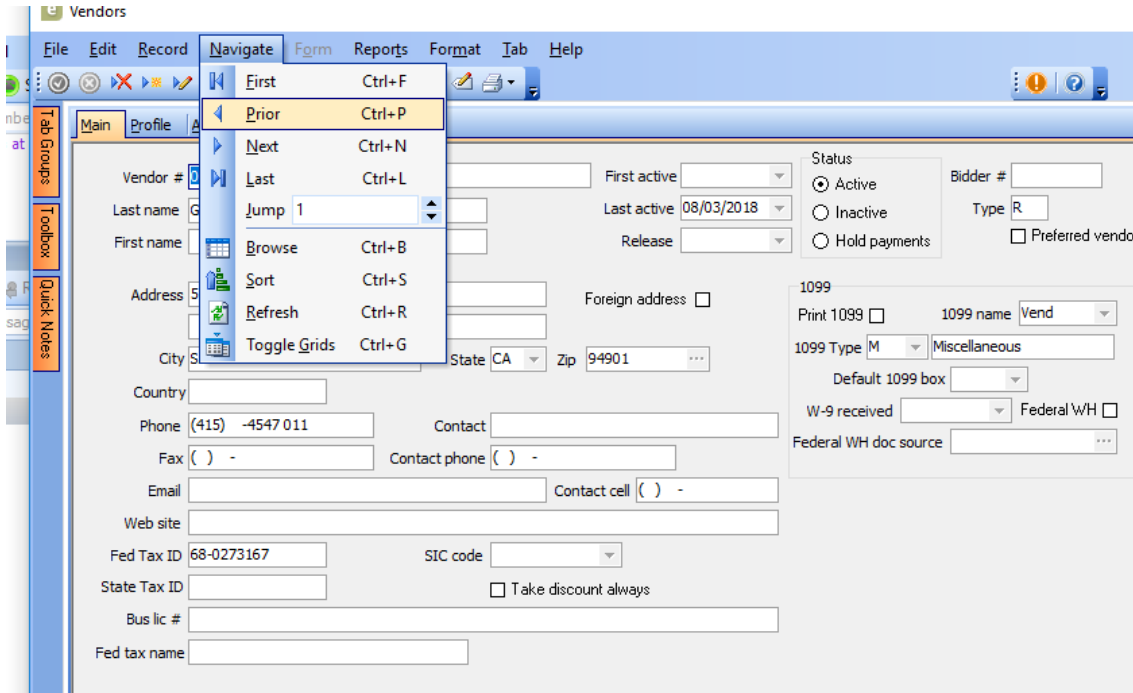 Vendors
File Edit Record Navigate Form Reports Format Tab Help
First Ctrl+F
Prior Ctrl+P
Next Ctrl+N
Last Ctrl+L
Jump 1
Browse Ctrl+B
Sort Ctrl+S
Refresh Ctrl+R
Toggle Grids Ctrl+G
Tab Groups
Toolbox
Quick Notes
Main Profile
Vendor # 0 First active
Last name G Last active 08/03/2018
First name Release
Status
Active
Inactive
Hold payments
Bidder #
Type R
Preferred vendo
Address 5 Foreign address
City S State CA Zip 94901
Country
Phone (415) -4547 011 Contact
Fax ( ) - Contact phone ( ) -
Email Contact cell ( ) -
Web site
Fed Tax ID 68-0273167 SIC code
State Tax ID Take discount always
Bus lic #
Fed tax name
1099
Print 1099 1099 name Vend
1099 Type M Miscellaneous
Default 1099 box
W-9 received Federal WH
Federal WH doc source